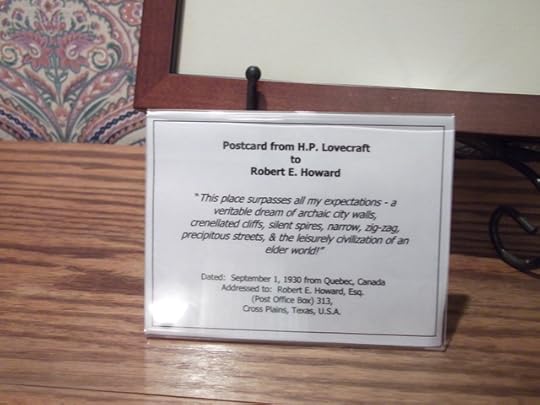 Postcard from H.P. Lovecraft
to
Robert E. Howard
"This place surpasses all my expectations - a
veritable dream of archaic city walls,
crenellated cliffs, silent spires, narrow, zig-zag,
precipitous streets, & the leisurely civilization of an
elder world!"
Dated: September 1, 1930 from Quebec, Canada
Addressed to: Robert E. Howard, Esq.
(Post Office Box) 313,
Cross Plains, Texas, U.S.A.